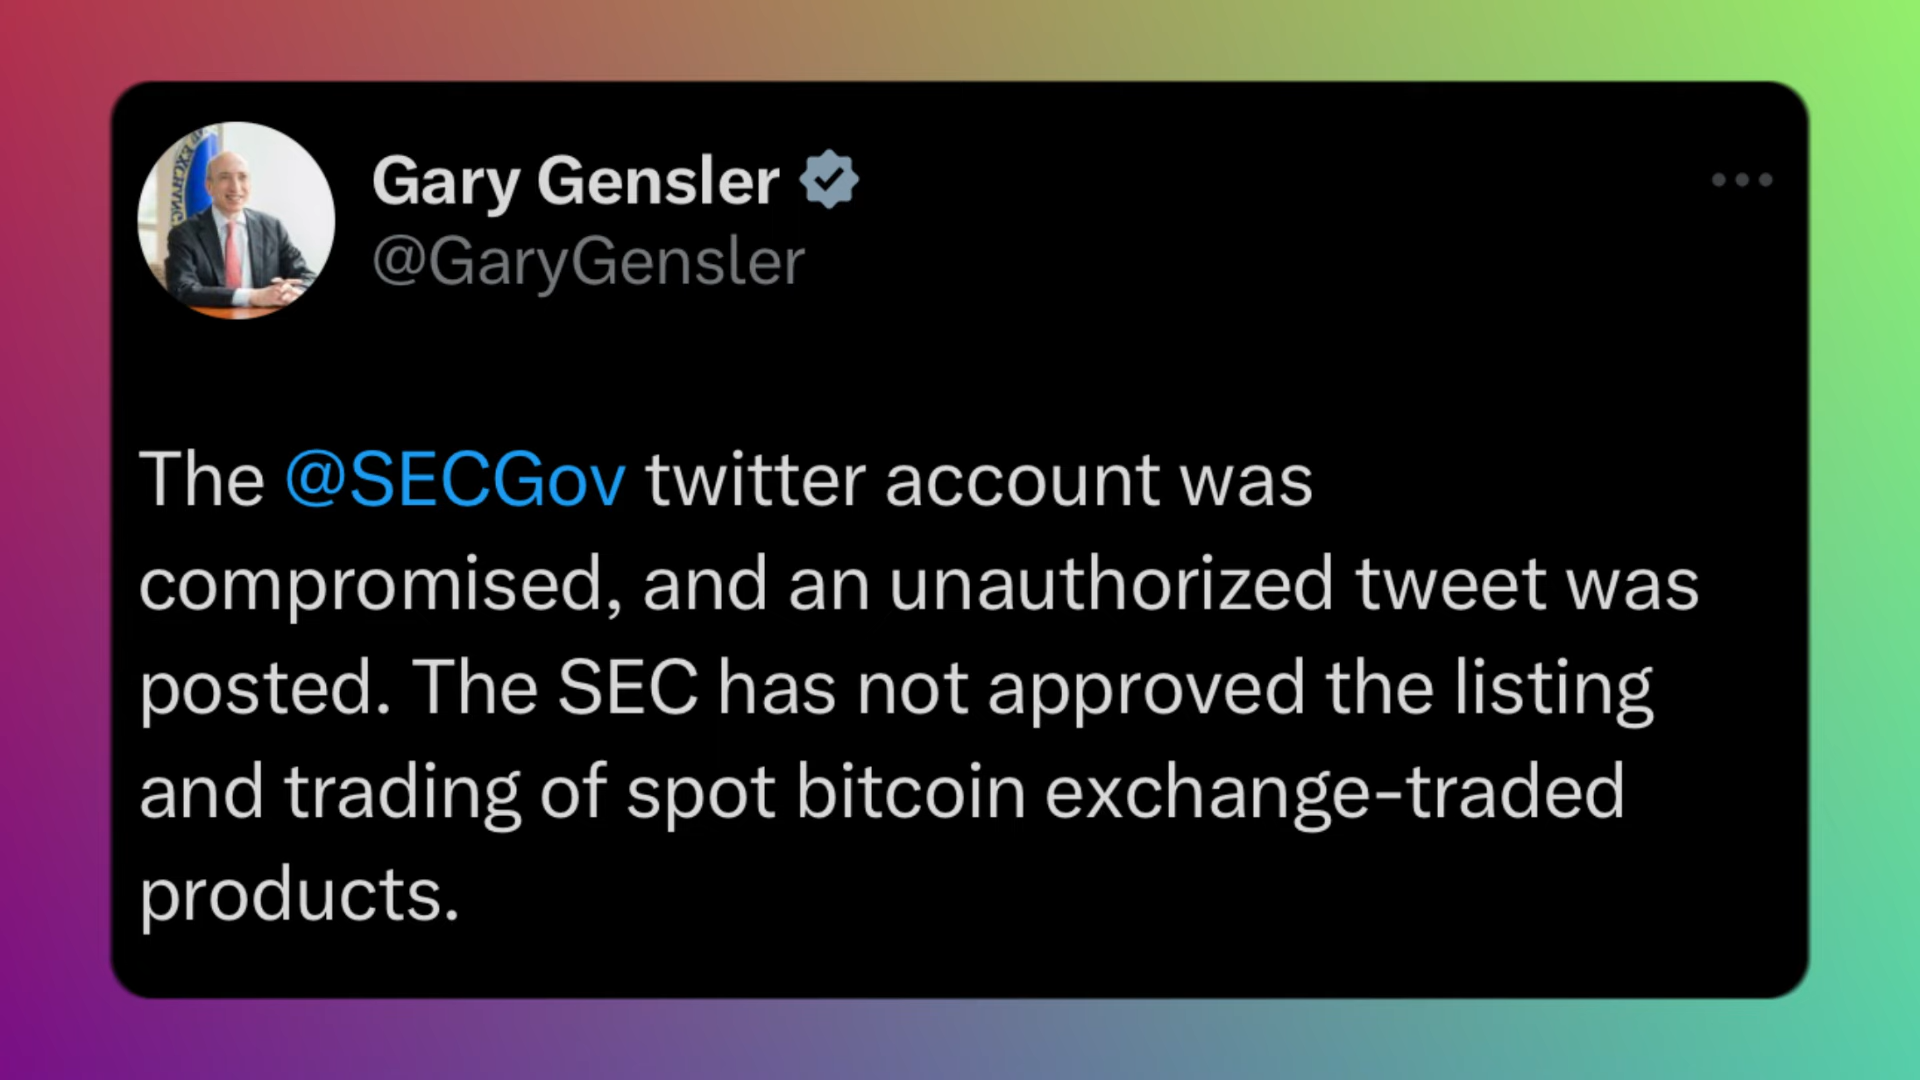 Gary Gensler
@GaryGensler
The @SECGov twitter account was
compromised, and an unauthorized tweet was
posted. The SEC has not approved the listing
and trading of spot bitcoin exchange-traded
products.